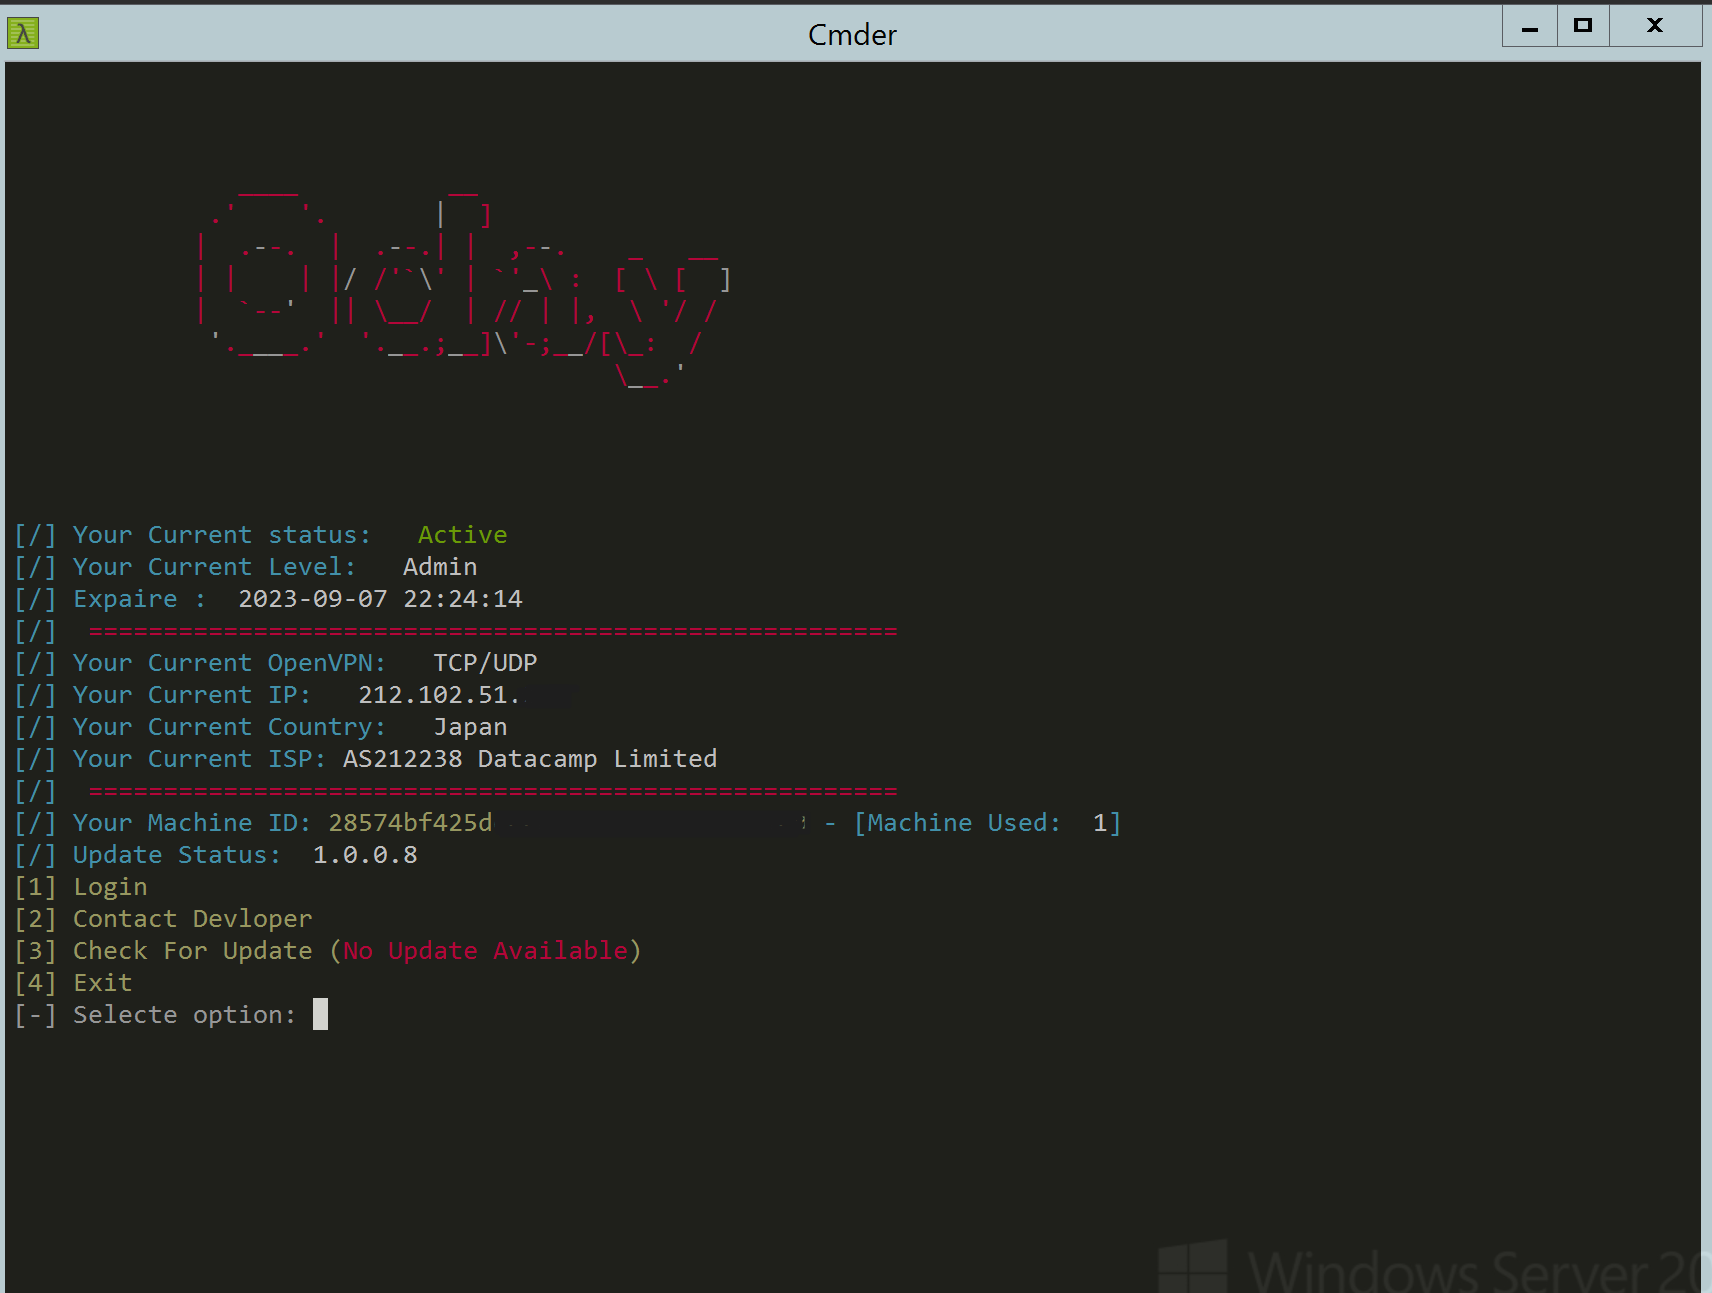 Cmder
0day
[/] Your Current status: Active
[/] Your Current Level: Admin
[/] Expaire : 2023-09-07 22:24:14
[/] ======================================================
[/] Your Current OpenVPN: TCP/UDP
[/] Your Current IP: 212.102.51.
[/] Your Current Country: Japan
[/] Your Current ISP: AS212238 Datacamp Limited
[/] ======================================================
[/] Your Machine ID: 28574bf425d - [Machine Used: 1]
[/] Update Status: 1.0.0.8
[1] Login
[2] Contact Devloper
[3] Check For Update (No Update Available)
[4] Exit
[-] Selecte option:
Windows Server 20